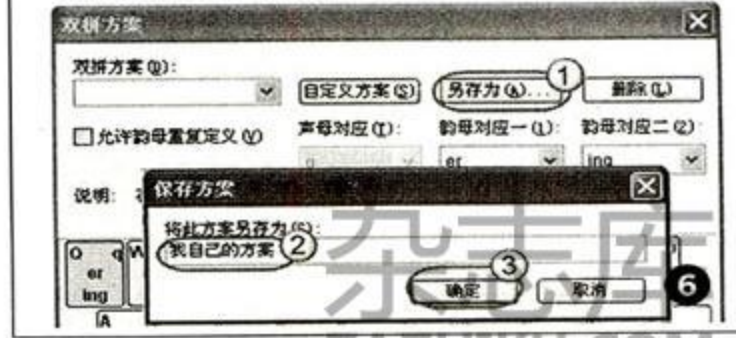 双拼方案
双拼方案(D):
自定义方案(S)
另存为(A)...
1
删除(L)
允许韵母重复定义(V)
声母对应(T):
韵母对应一(1):
韵母对应二(2):
er
ing
说明:
保存方案
将此方案另存为(S):
我自己的方案
2
3
确定
取消
6
O
q
W
er
ing
A
杂志库